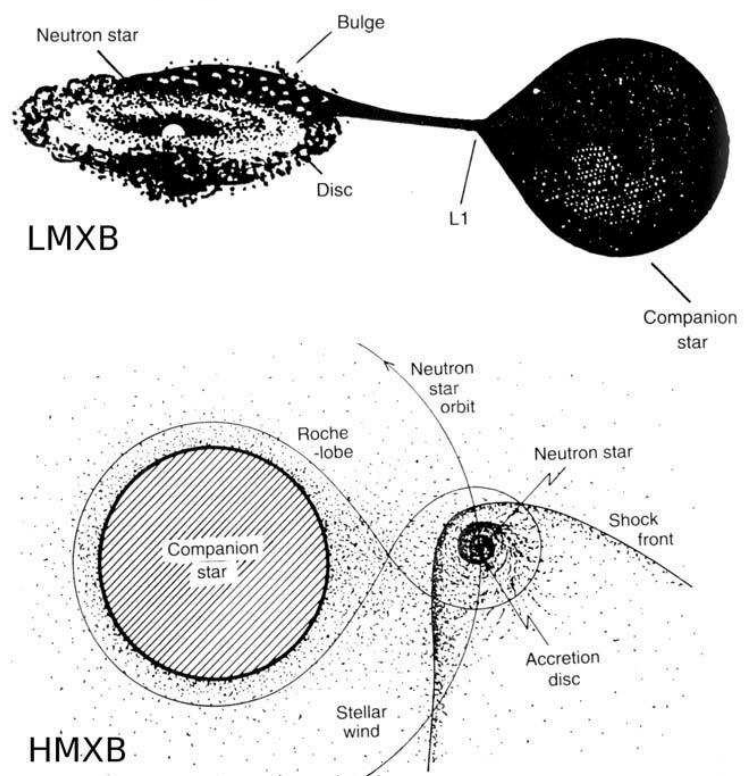 Neutron star
Bulge
Disc
L1
LMXB
Companion
star
Neutron
star
orbit
Roche
-lobe
Neutron star
Shock
front
Companion
star
Accretion
disc
Stellar
wind
HMXB